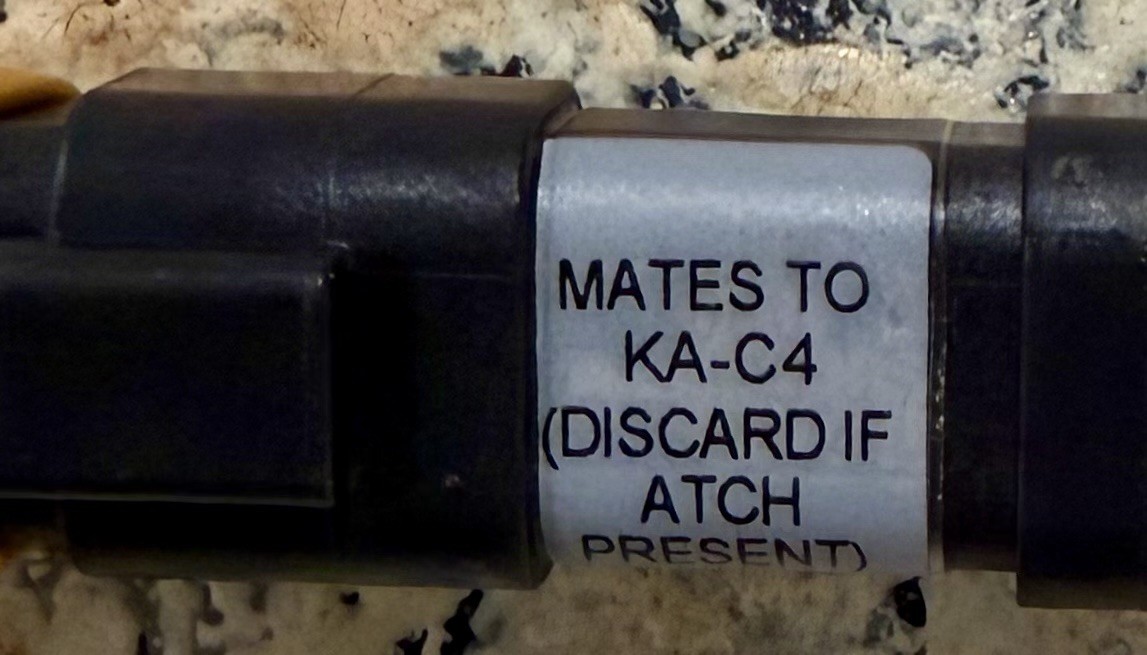 MATES TO
KA-C4
(DISCARD IF
ATCH
PRESENT)